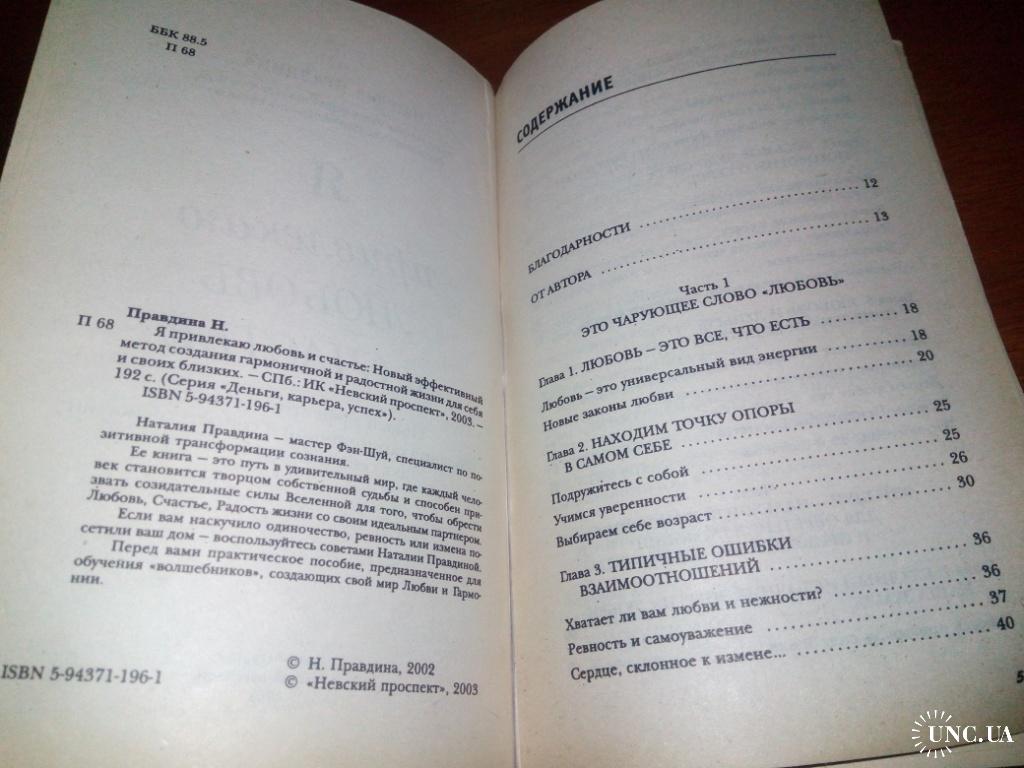 ББК 88.5
П 68
Правдина Н.
П 68 Я привлекаю любовь и счастье: Новый эффективный
метод создания гармоничной и радостной жизни для себя
и своих близких. — СПб.: ИК «Невский проспект», 2003. —
192 с. (Серия «Деньги, карьера, успех»).
ISBN 5-94371-196-1
Наталия Правдина — мастер Фэн-Шуй, специалист по по-
зитивной трансформации сознания.
Ее книга — это путь в удивительный мир, где каждый чело-
век становится творцом собственной судьбы и способен при-
звать созидательные силы Вселенной для того, чтобы обрести
Любовь, Счастье, Радость жизни со своим идеальным партнером.
Если вам наскучило одиночество, ревность или измена по-
сетили ваш дом — воспользуйтесь советами Наталии Правдиной.
Перед вами практическое пособие, предназначенное для
обучения «волшебников», создающих свой мир Любви и Гармо-
нии.
ISBN 5-94371-196-1
© Н. Правдина, 2002
© «Невский проспект», 2003
СОДЕРЖАНИЕ
БЛАГОДАРНОСТИ .......... 12
ОТ АВТОРА .......... 13
Часть 1
ЭТО ЧАРУЮЩЕЕ СЛОВО «ЛЮБОВЬ»
Глава 1. ЛЮБОВЬ — ЭТО ВСЕ, ЧТО ЕСТЬ .......... 18
Любовь — это универсальный вид энергии .......... 18
Новые законы любви .......... 20
Глава 2. НАХОДИМ ТОЧКУ ОПОРЫ
В САМОМ СЕБЕ .......... 25
Подружитесь с собой .......... 25
Учимся уверенности .......... 26
Выбираем себе возраст .......... 30
Глава 3. ТИПИЧНЫЕ ОШИБКИ
ВЗАИМООТНОШЕНИЙ .......... 36
Хватает ли вам любви и нежности? .......... 36
Ревность и самоуважение .......... 37
Сердце, склонное к измене... .......... 40
5
UNC.UA